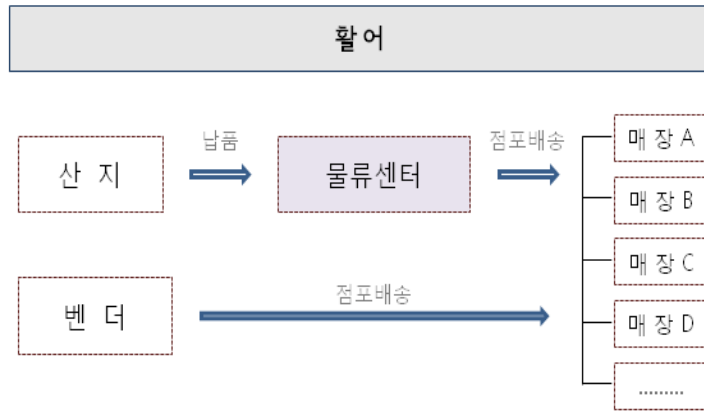 활어
산 지
납품
물류센터
점포배송
매 장 A
매 장 B
매 장 C
벤 더
점포배송
매 장 D
.........